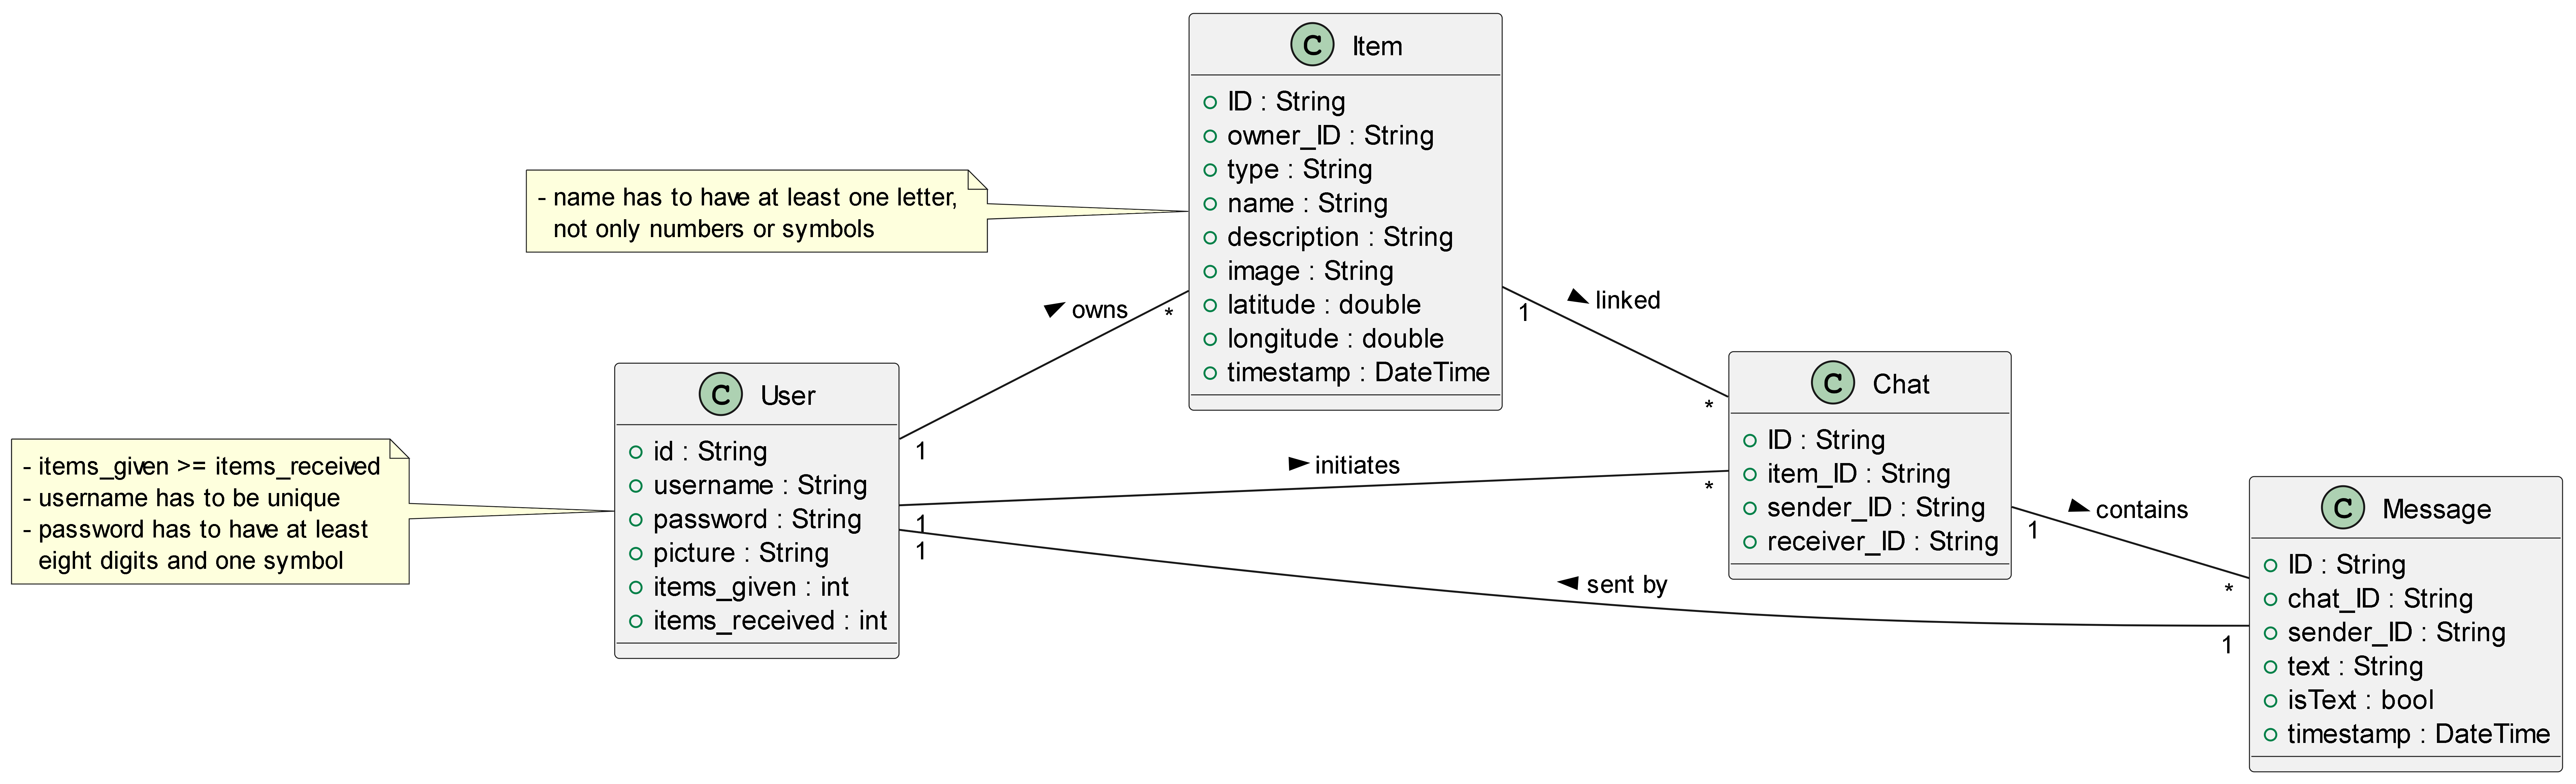 C Item
ID : String
owner_ID : String
type : String
name : String
description : String
image : String
latitude : double
longitude : double
timestamp : DateTime
- name has to have at least one letter,
not only numbers or symbols
owns
1
*
linked
1
*
C User
id : String
username : String
password : String
picture : String
items_given : int
items_received : int
- items_given >= items_received
- username has to be unique
- password has to have at least
eight digits and one symbol
initiates
1
*
C Chat
ID : String
item_ID : String
sender_ID : String
receiver_ID : String
contains
1
*
sent by
1
1
C Message
ID : String
chat_ID : String
sender_ID : String
text : String
isText : bool
timestamp : DateTime